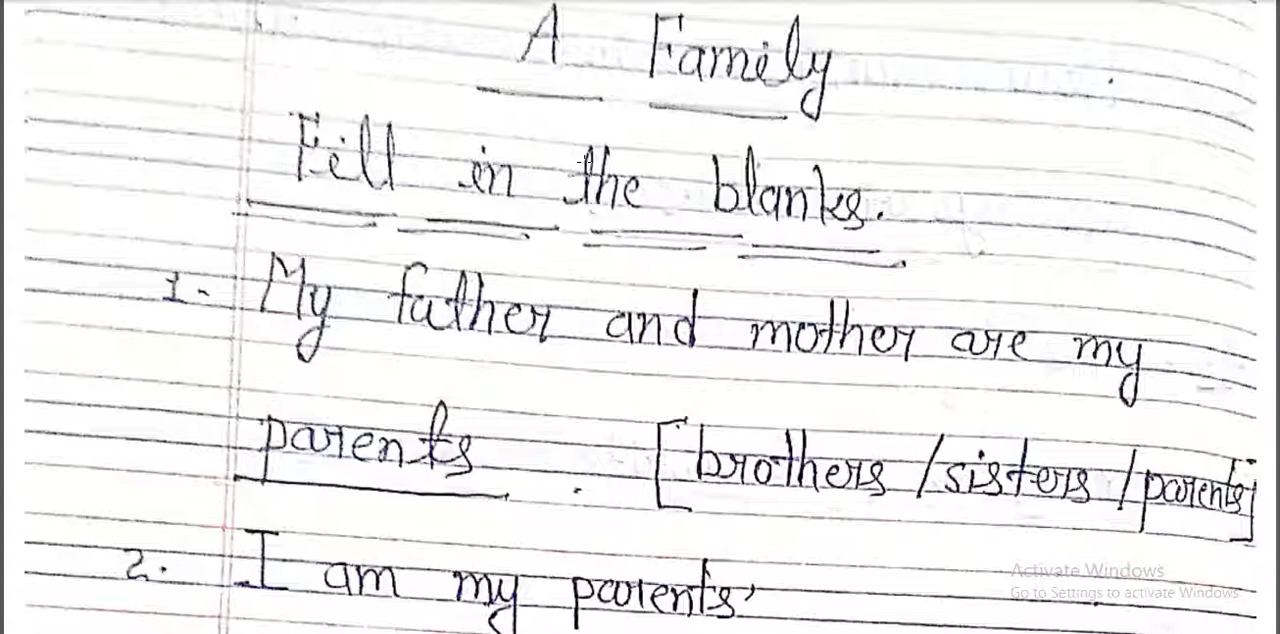 A Family
Fill in the blanks.
1. My father and mother are my
parents. [brothers/sisters/parents]
2. I am my parents'
Activate Windows
Go to Settings to activate Windows